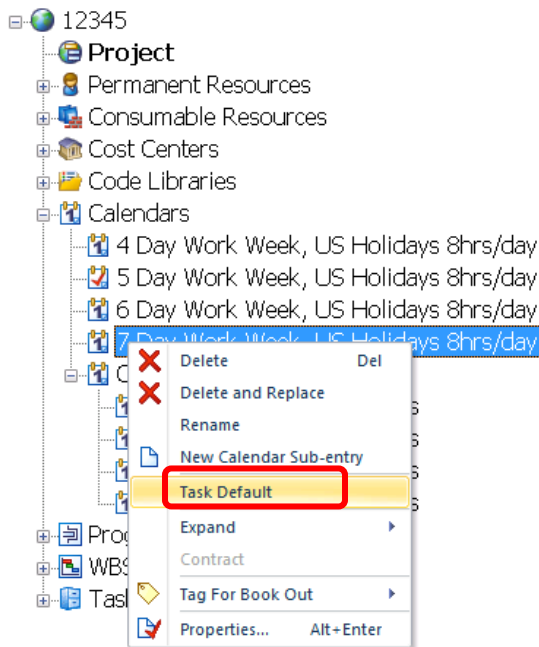 12345
Project
Permanent Resources
Consumable Resources
Cost Centers
Code Libraries
Calendars
4 Day Work Week, US Holidays 8hrs/day
5 Day Work Week, US Holidays 8hrs/day
6 Day Work Week, US Holidays 8hrs/day
7 Day Work Week, US Holidays 8hrs/day
Delete Del
Delete and Replace
Rename
New Calendar Sub-entry
Task Default
Expand
Contract
Tag For Book Out
Properties... Alt+Enter
WBS
Task